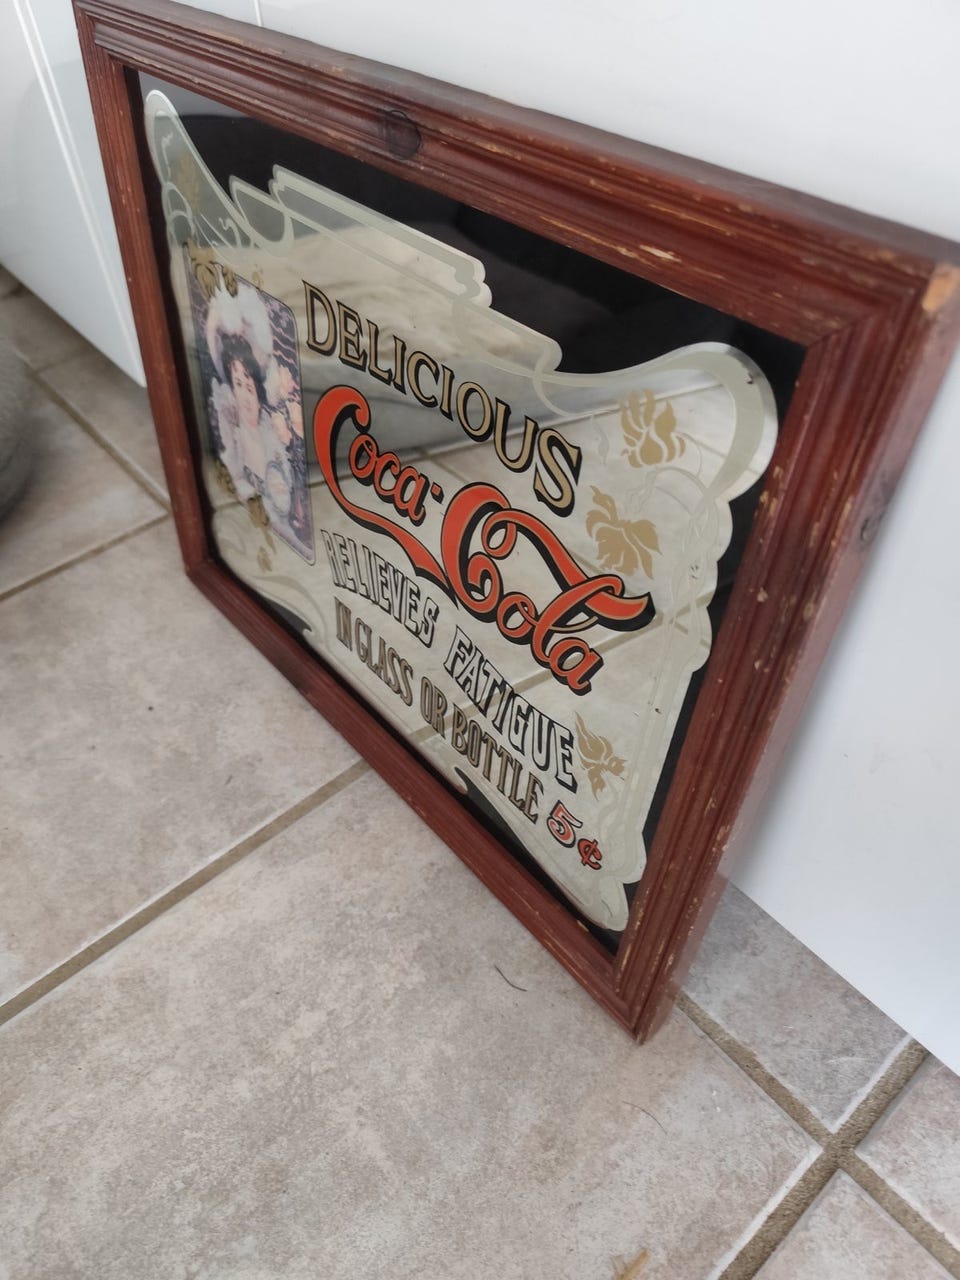 DELICIOUS
Coca-Cola
RELIEVES FATIGUE
IN GLASS OR BOTTLE 5¢